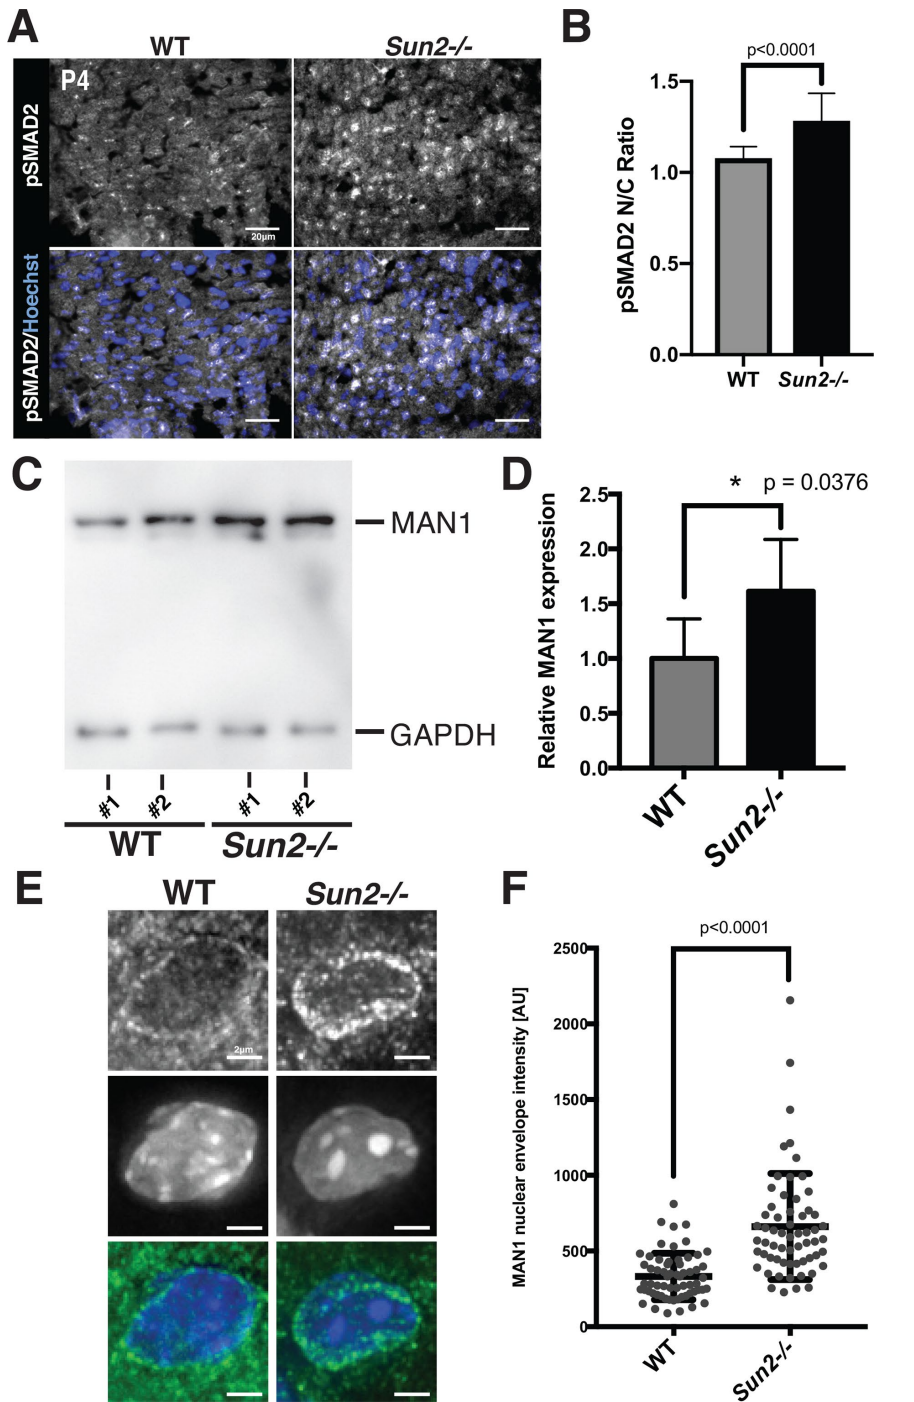 A
WT
Sun2-/-
P4
pSMAD2
20µm
pSMAD2/Hoechst
B
p<0.0001
1.5
1.0
0.5
0.0
pSMAD2 N/C Ratio
WT
Sun2-/-
C
MAN1
GAPDH
#1
#2
#1
#2
WT
Sun2-/-
D
* p = 0.0376
2.5
2.0
1.5
1.0
0.5
0.0
Relative MAN1 expression
WT
Sun2-/-
E
WT
Sun2-/-
2µm
F
p<0.0001
2500
2000
1500
1000
500
0
MAN1 nuclear envelope intensity [AU]
WT
Sun2-/-